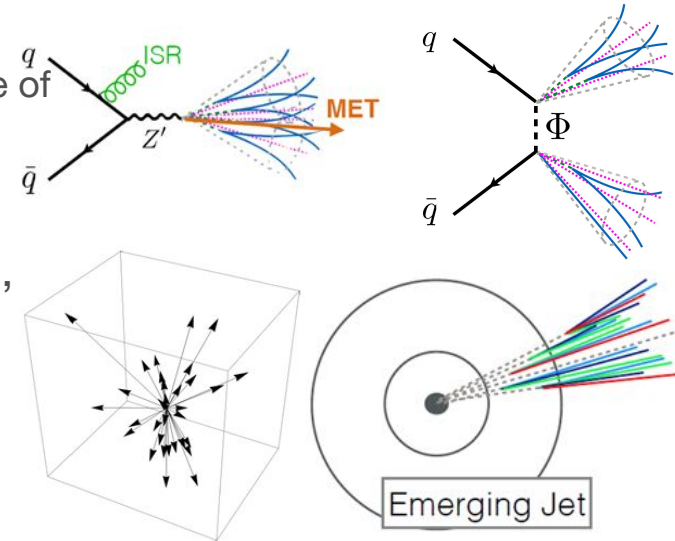 q
ISR
e of
Z′
MET
q̄
q
Φ
q̄
,
Emerging Jet